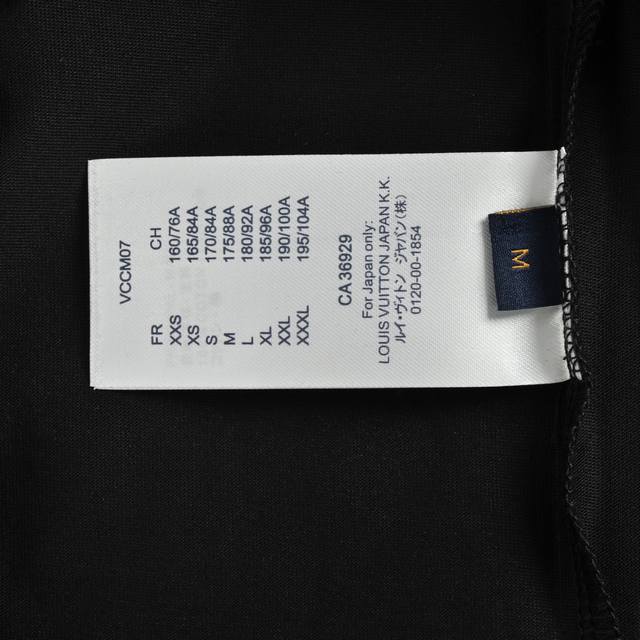 VCCM07
FR CH
XXS 160/76A
XS 165/84A
S 170/84A
M 175/88A
L 180/92A
XL 185/96A
XXL 190/100A
XXXL 195/104A
CA 36929
For Japan only:
LOUIS VUITTON JAPAN K.K.
ルイ・ヴィトン ジャパン(株)
0120-00-1854
M